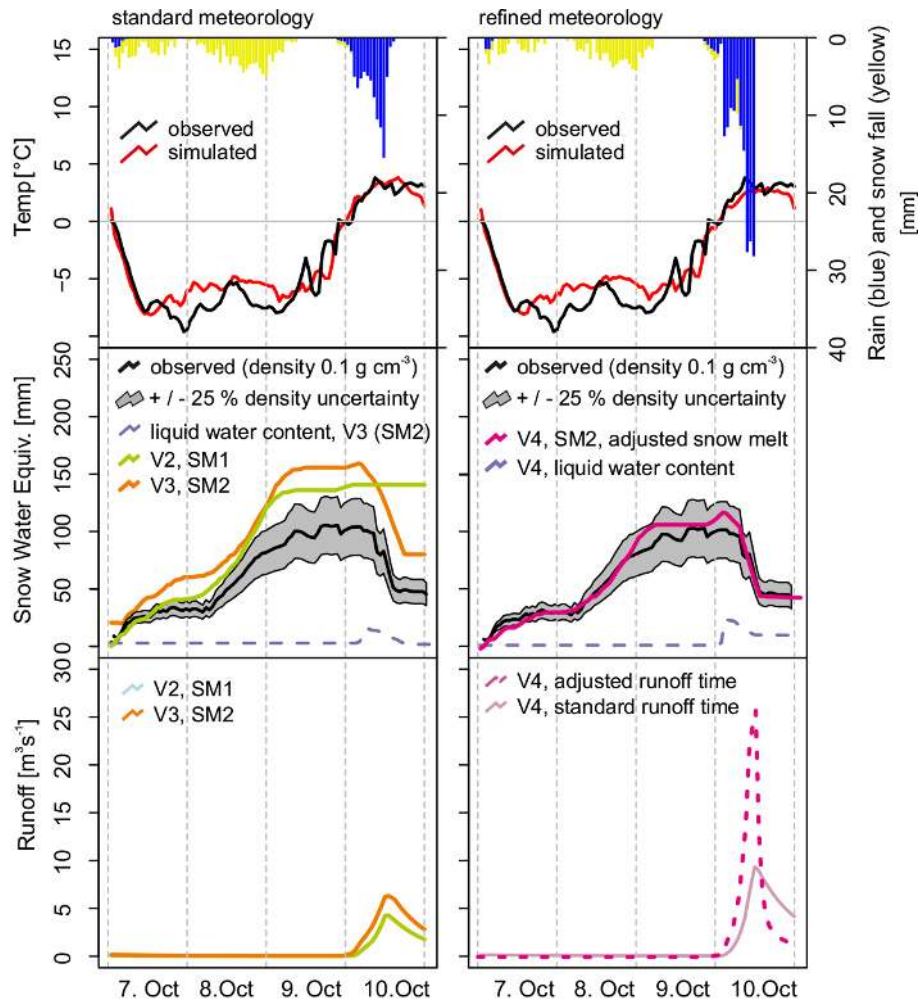 standard meteorology
refined meteorology
15
10
5
0
-5
Temp [°C]
observed
simulated
observed
simulated
0
10
20
30
40
Rain (blue) and snow fall (yellow)
[mm]
250
200
150
100
50
0
Snow Water Equiv. [mm]
observed (density 0.1 g cm⁻³)
+ / - 25 % density uncertainty
liquid water content, V3 (SM2)
V2, SM1
V3, SM2
observed (density 0.1 g cm⁻³)
+ / - 25 % density uncertainty
V4, SM2, adjusted snow melt
V4, liquid water content
30
25
20
15
10
5
0
Runoff [m³s⁻¹]
V2, SM1
V3, SM2
V4, adjusted runoff time
V4, standard runoff time
7. Oct 8.Oct 9.Oct 10.Oct
7. Oct 8.Oct 9.Oct 10.Oct